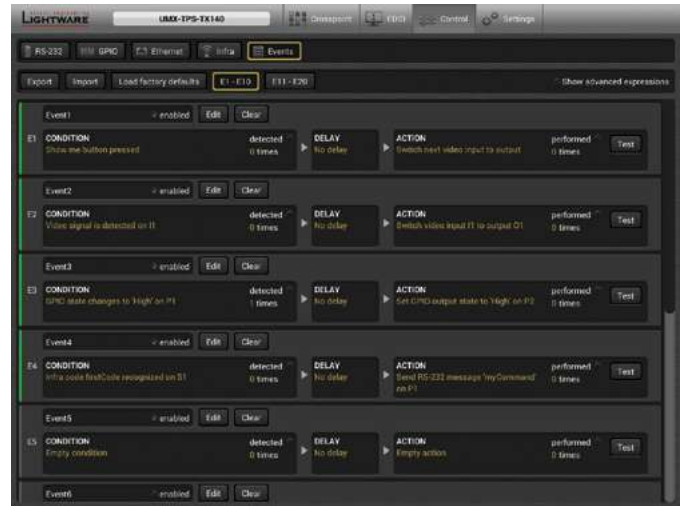 LIGHTWARE UMX-TPS-TX140 Crosspoint EDID Control Settings
RS-232 GPIO Ethernet Infra Events
Export Import Load factory defaults E1 - E10 E11 - E20 Show advanced expressions
Event1 enabled Edit Clear
E1 CONDITION detected DELAY ACTION performed Test
Show me button pressed 0 times No delay Switch next video input to output 0 times
Event2 enabled Edit Clear
E2 CONDITION detected DELAY ACTION performed Test
Video signal is detected on I1 0 times No delay Switch video input I1 to output O1 0 times
Event3 enabled Edit Clear
E3 CONDITION detected DELAY ACTION performed Test
GPIO state changes to 'High' on P1 1 times No delay Set GPIO output state to 'High' on P2 0 times
Event4 enabled Edit Clear
E4 CONDITION detected DELAY ACTION performed Test
Infra code firstCode recognized on S1 0 times No delay Send RS-232 message 'myCommand' 0 times
on P1
Event5 enabled Edit Clear
E5 CONDITION detected DELAY ACTION performed Test
Empty condition 0 times No delay Empty action 0 times
Event6 enabled Edit Clear